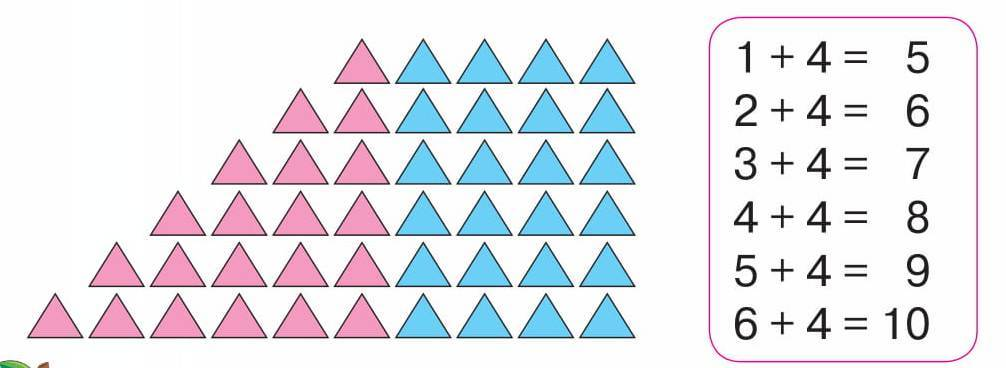 1 + 4 = 5
2 + 4 = 6
3 + 4 = 7
4 + 4 = 8
5 + 4 = 9
6 + 4 = 10